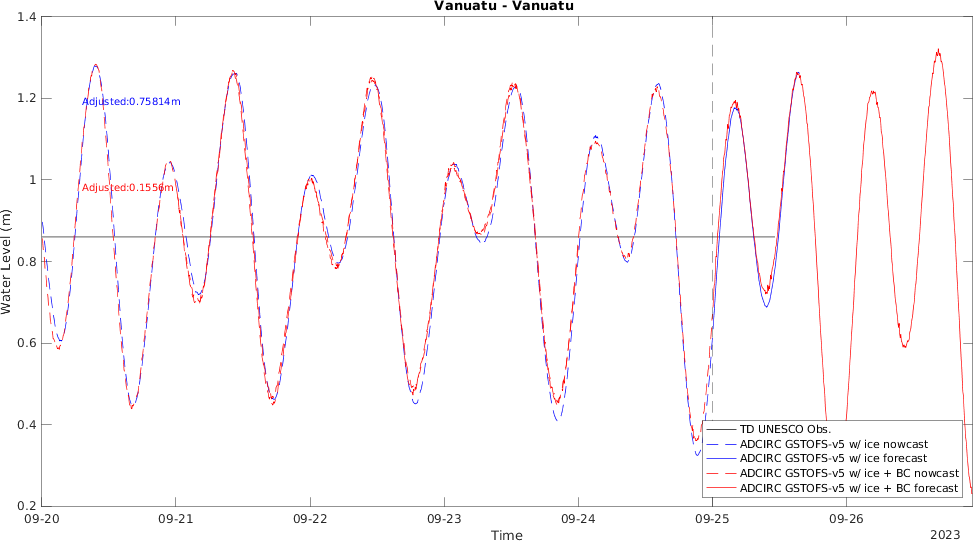 Vanuatu - Vanuatu
1.4
1.2
1
0.8
0.6
0.4
0.2
Water Level (m)
Adjusted:0.75814m
Adjusted:0.1556m
TD UNESCO Obs.
ADCIRC GSTOFS-v5 w/ ice nowcast
ADCIRC GSTOFS-v5 w/ ice forecast
ADCIRC GSTOFS-v5 w/ ice + BC nowcast
ADCIRC GSTOFS-v5 w/ ice + BC forecast
09-20 09-21 09-22 09-23 09-24 09-25 09-26
Time
2023